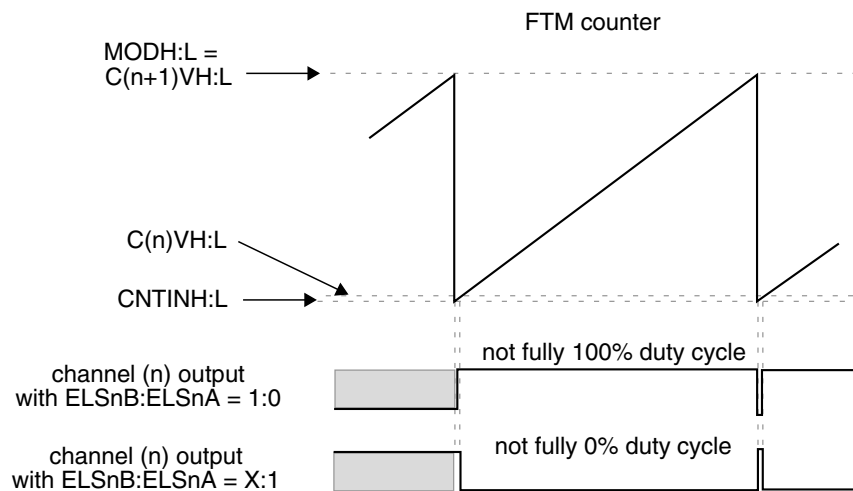 FTM counter
MODH:L =
C(n+1)VH:L
C(n)VH:L
CNTINH:L
not fully 100% duty cycle
channel (n) output
with ELSnB:ELSnA = 1:0
not fully 0% duty cycle
channel (n) output
with ELSnB:ELSnA = X:1